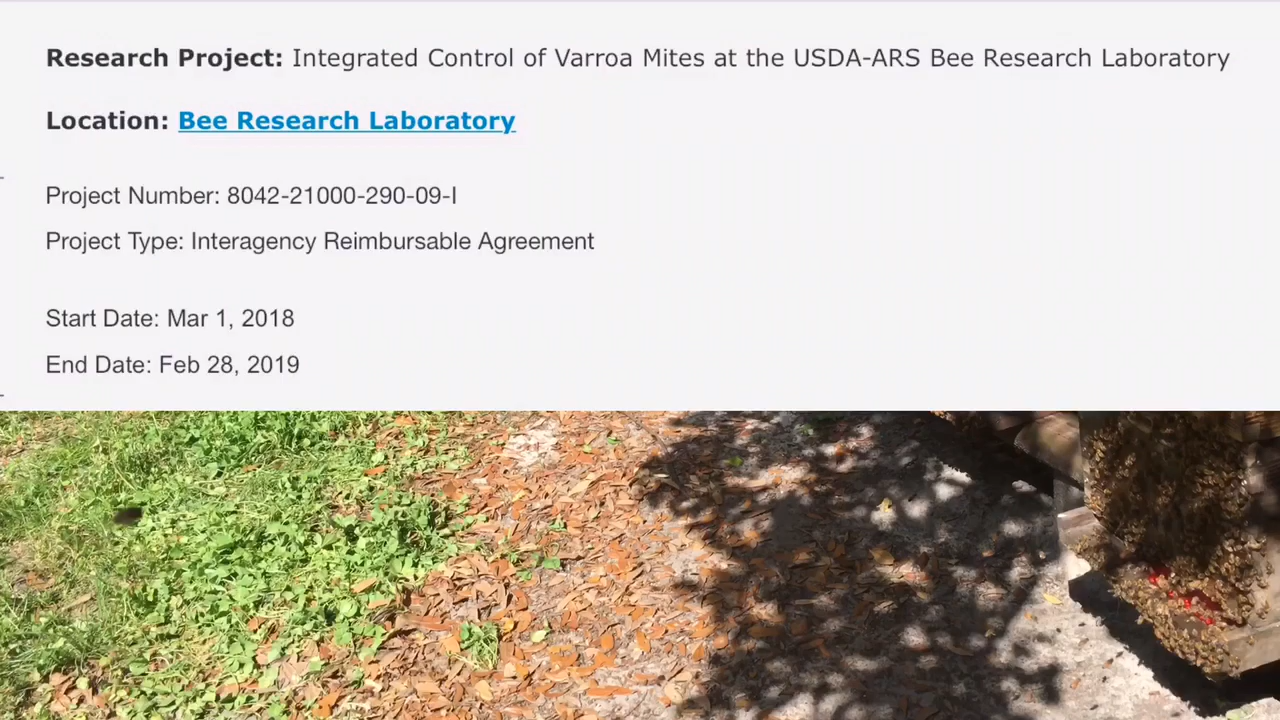 Research Project: Integrated Control of Varroa Mites at the USDA-ARS Bee Research Laboratory
Location: Bee Research Laboratory
Project Number: 8042-21000-290-09-I
Project Type: Interagency Reimbursable Agreement
Start Date: Mar 1, 2018
End Date: Feb 28, 2019